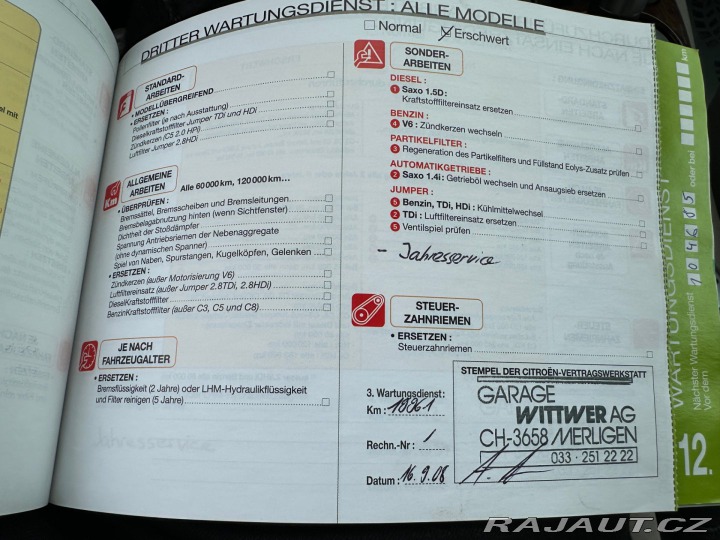 DRITTER WARTUNGSDIENST : ALLE MODELLE
Normal
Erschwert
STANDARD-
ARBEITEN
• MODELLÜBERGREIFEND
• ERSETZEN :
Pollenfilter (je nach Ausstattung)
Dieselkraftstofffilter Jumper TDi und HDi
Zündkerzen (C5 2.0 HPi)
Luftfilter Jumper 2.8HDi
Km
ALLGEMEINE
ARBEITEN
Alle 60 000 km, 120 000 km...
• ÜBERPRÜFEN :
Bremssättel, Bremsscheiben und Bremsleitungen
Bremsbelagabnutzung hinten (wenn Sichtfenster)
Dichtheit der Stoßdämpfer
Spannung Antriebsriemen der Nebenaggregate
(ohne dynamischen Spanner)
Spiel von Naben, Spurstangen, Kugelköpfen, Gelenken ....
• ERSETZEN :
Zündkerzen (außer Motorisierung V6)
Luftfiltereinsatz (außer Jumper 2.8TDi, 2.8HDi)
DieselKraftstofffilter
BenzinKraftstofffilter (außer C3, C5 und C8)
JE NACH
FAHRZEUGALTER
• ERSETZEN :
Bremsflüssigkeit (2 Jahre) oder LHM-Hydraulikflüssigkeit
und Filter reinigen (5 Jahre)
SONDER-
ARBEITEN
DIESEL :
1 Saxo 1.5D :
Kraftstofffiltereinsatz ersetzen
BENZIN :
4 V6 : Zündkerzen wechseln
PARTIKELFILTER :
3 Regeneration des Partikelfilters und Füllstand Eolys-Zusatz prüfen
AUTOMATIKGETRIEBE :
2 Saxo 1.4i : Getriebeöl wechseln und Ansaugsieb ersetzen
JUMPER :
5 Benzin, TDi, HDi : Kühlmittelwechsel
2 TDi : Luftfiltereinsatz ersetzen
5 Ventilspiel prüfen
- Jahresservice
STEUER-
ZAHNRIEMEN
• ERSETZEN :
Steuerzahnriemen
3. Wartungsdienst:
Km : 18061
Rechn.-Nr : 1
Datum : 16.9.08
STEMPEL DER CITROËN-VERTRAGSWERKSTATT
GARAGE
WITTWER AG
CH-3658 MERLIGEN
033 · 251 22 22
WARTUNGSDIENST
Nächster Wartungsdienst
Vor dem
oder bei
km
12.
RAJAUT.CZ